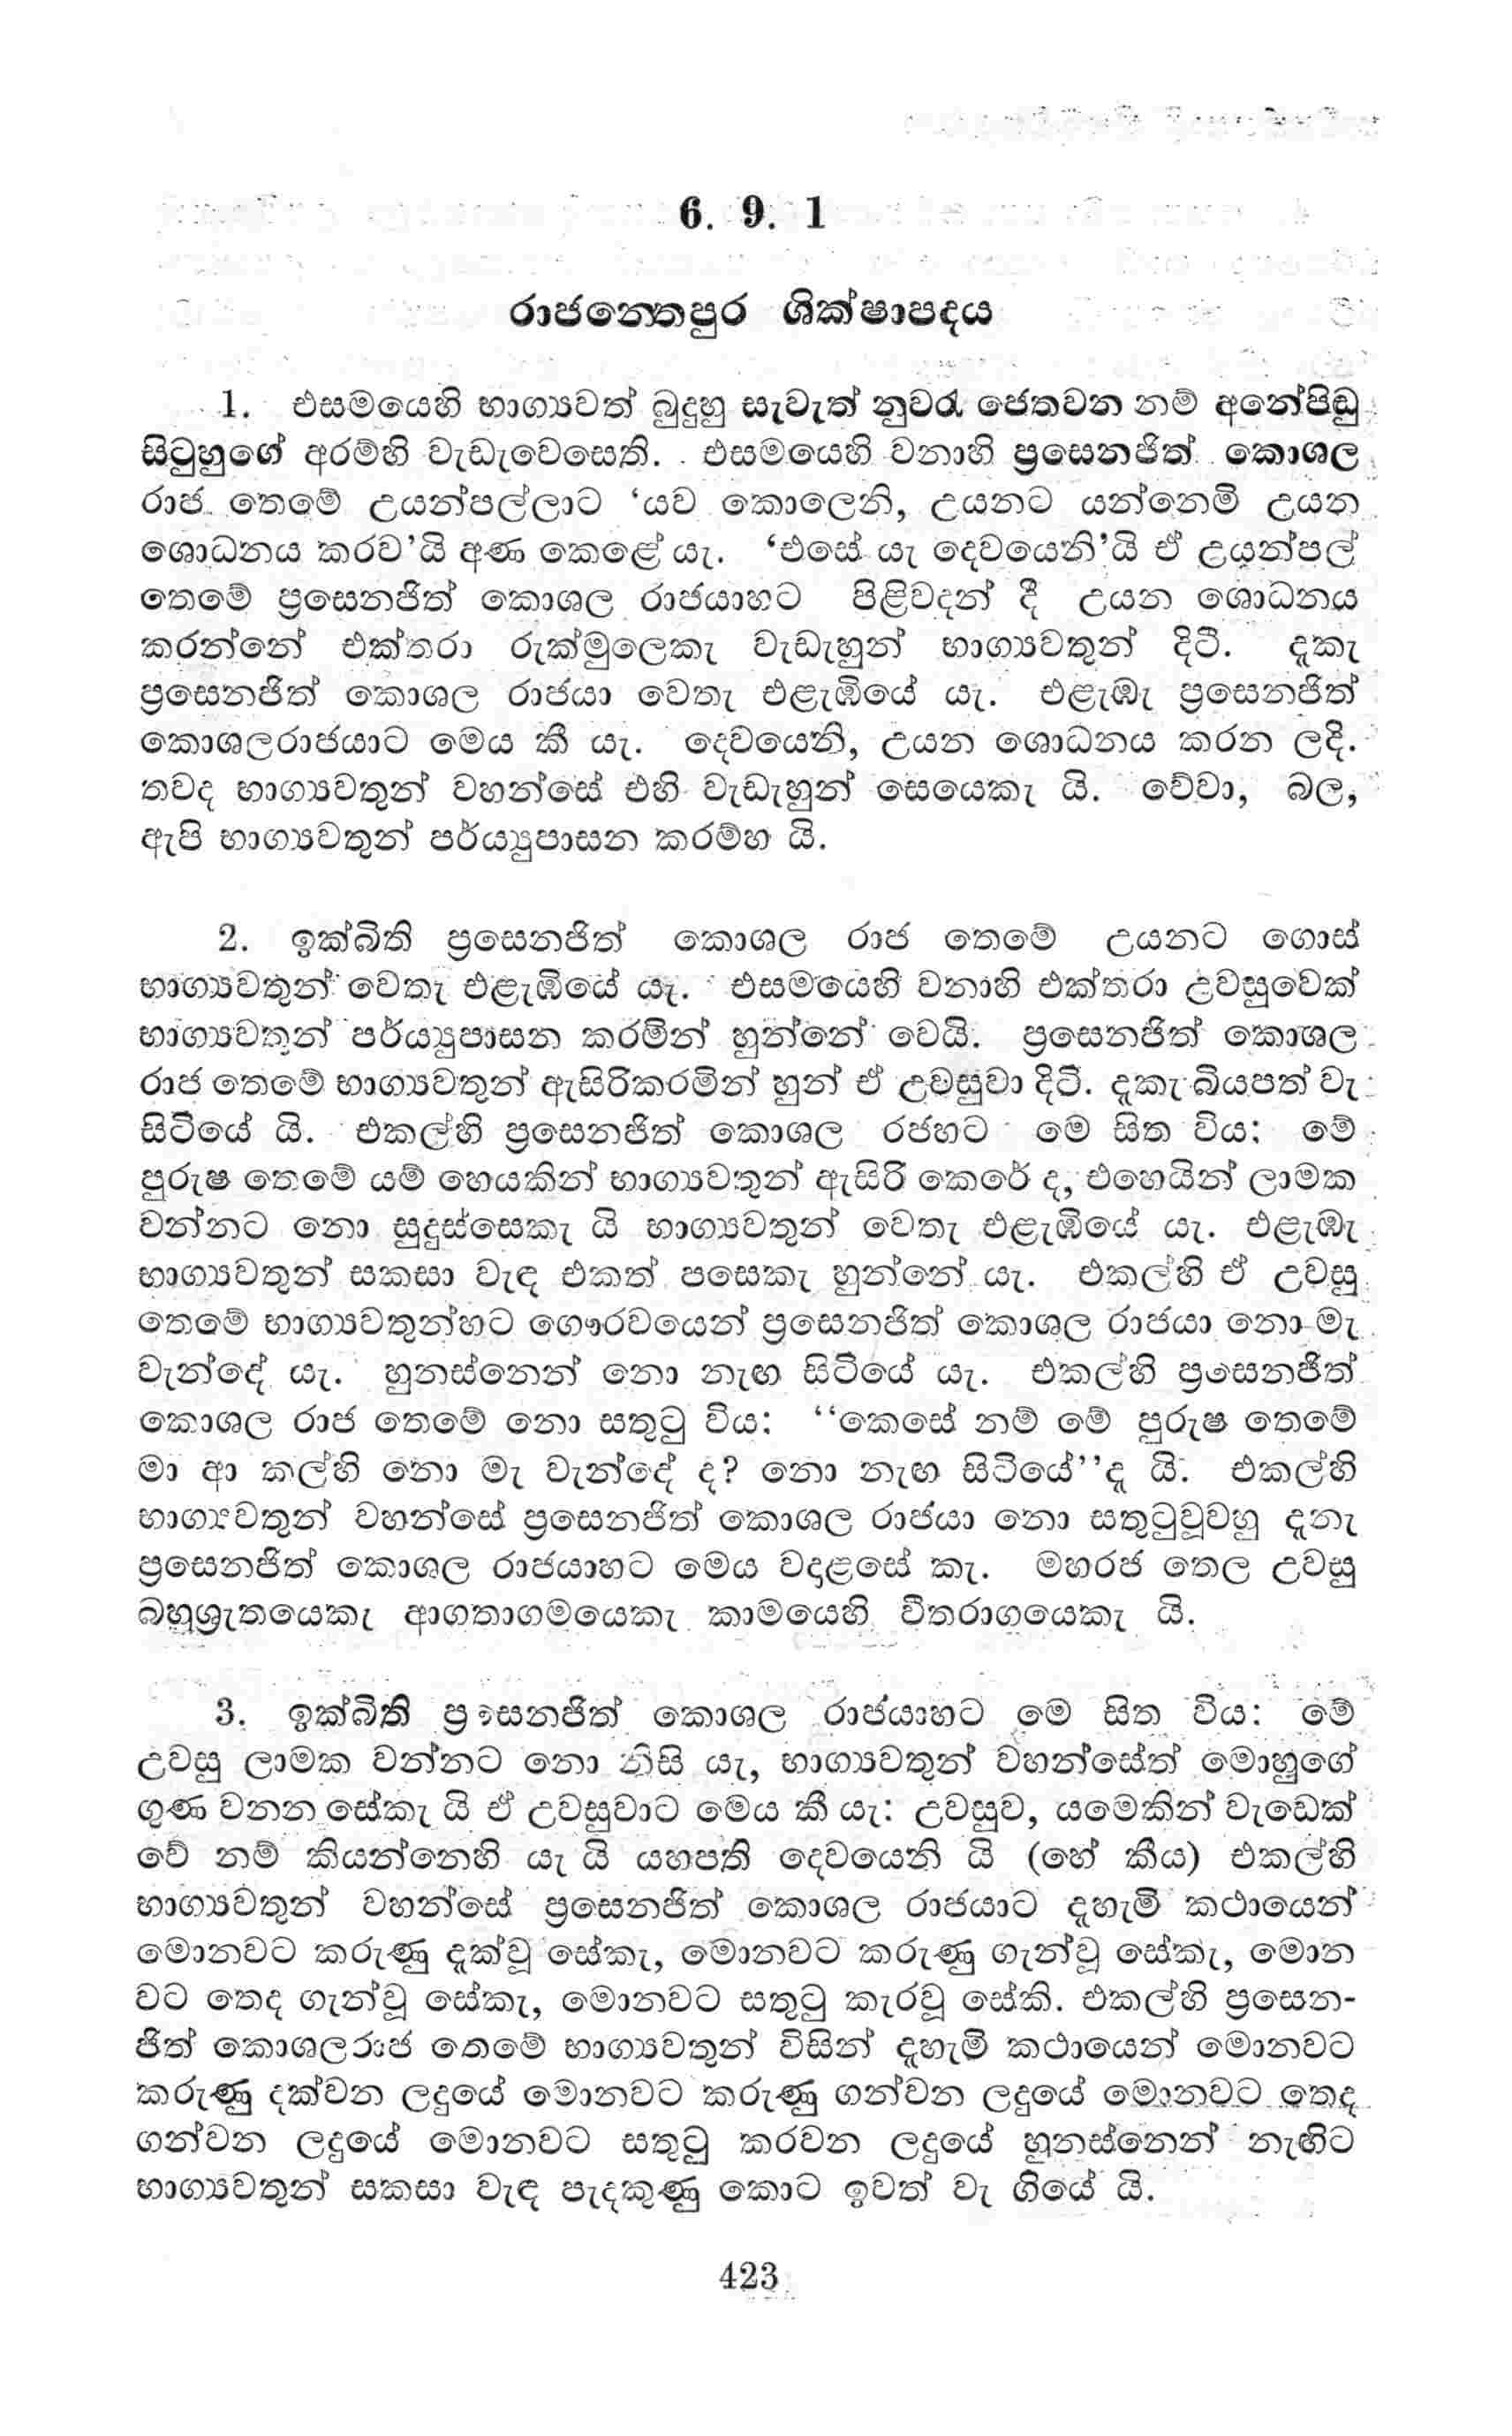 6. 9. 1
රාජන්තෙපුර ශික්ෂාපදය
1. එසමයෙහි භාග්‍යවත් බුදුහු සැවැත් නුවර ජෙතවන නම් අනේපිඬු
සිටුහුගේ අරම්හි වැඩැවෙසෙති. එසමයෙහි වනාහි ප්‍රසෙනජිත් කොශල
රාජ තෙමේ උයන්පල්ලාට ‘යව කොලෙනි, උයනට යන්නෙමි උයන
ශොධනය කරව’යි අණ කෙළේ යැ. ‘එසේ යැ දෙවයෙනි’යි ඒ උයන්පල්
තෙමේ ප්‍රසෙනජිත් කොශල රාජයාහට පිළිවදන් දී උයන ශොධනය
කරන්නේ එක්තරා රුක්මුලෙකැ වැඩැහුන් භාග්‍යවතුන් දිටී. දැකැ
ප්‍රසෙනජිත් කොශල රාජයා වෙතැ එළැඹියේ යැ. එළැඹැ ප්‍රසෙනජිත්
කොශලරාජයාට මෙය කී යැ. දෙවයෙනි, උයන ශොධනය කරන ලදි.
තවද භාග්‍යවතුන් වහන්සේ එහි වැඩැහුන් සෙයෙකැ යි. වේවා, බල,
ඇපි භාග්‍යවතුන් පර්ය්‍යුපාසන කරම්හ යි.
2. ඉක්බිති ප්‍රසෙනජිත් කොශල රාජ තෙමේ උයනට ගොස්
භාග්‍යවතුන් වෙතැ එළැඹියේ යැ. එසමයෙහි වනාහි එක්තරා උවසුවෙක්
භාග්‍යවතුන් පර්ය්‍යුපාසන කරමින් හුන්නේ වෙයි. ප්‍රසෙනජිත් කොශල
රාජ තෙමේ භාග්‍යවතුන් ඇසිරිකරමින් හුන් ඒ උවසුවා දිටී. දැකැ බියපත් වැ
සිටියේ යි. එකල්හි ප්‍රසෙනජිත් කොශල රජහට මෙ සිත විය: මේ
පුරුෂ තෙමේ යම් හෙයකින් භාග්‍යවතුන් ඇසිරි කෙරේ ද, එහෙයින් ලාමක
වන්නට නො සුදුස්සෙකැ යි භාග්‍යවතුන් වෙතැ එළැඹියේ යැ. එළැඹැ
භාග්‍යවතුන් සකසා වැඳ එකත් පසෙකැ හුන්නේ යැ. එකල්හි ඒ උවසු
තෙමේ භාග්‍යවතුන්හට ගෞරවයෙන් ප්‍රසෙනජිත් කොශල රාජයා නො මැ
වැන්දේ යැ. හුනස්නෙන් නො නැඟ සිටියේ යැ. එකල්හි ප්‍රසෙනජිත්
කොශල රාජ තෙමේ නො සතුටු විය: “කෙසේ නම් මේ පුරුෂ තෙමේ
මා ආ කල්හි නො මැ වැන්දේ ද? නො නැඟ සිටියේ”දැ යි. එකල්හි
භාග්‍යවතුන් වහන්සේ ප්‍රසෙනජිත් කොශල රාජයා නො සතුටුවූවහු දැනැ
ප්‍රසෙනජිත් කොශල රාජයාහට මෙය වදාළසේ කැ. මහරජ තෙල උවසු
බහුශ්‍රැතයෙකැ ආගතාගමයෙකැ කාමයෙහි වීතරාගයෙකැ යි.
3. ඉක්බිති ප්‍රසෙනජිත් කොශල රාජයාහට මෙ සිත විය: මේ
උවසු ලාමක වන්නට නො නිසි යැ, භාග්‍යවතුන් වහන්සේත් මොහුගේ
ගුණ වනන සේකැ යි ඒ උවසුවාට මෙය කී යැ: උවසුව, යමෙකින් වැඩෙක්
වේ නම් කියන්නෙහි යැ යි යහපති දෙවයෙනි යි (හේ කීය) එකල්හි
භාග්‍යවතුන් වහන්සේ ප්‍රසෙනජිත් කොශල රාජයාට දැහැමි කථායෙන්
මොනවට කරුණු දැක්වූ සේකැ, මොනවට කරුණු ගැන්වූ සේකැ, මොන
වට තෙද ගැන්වූ සේකැ, මොනවට සතුටු කැරවූ සේකි. එකල්හි ප්‍රසෙන-
ජිත් කොශලරාජ තෙමේ භාග්‍යවතුන් විසින් දැහැමි කථායෙන් මොනවට
කරුණු දක්වන ලදුයේ මොනවට කරුණු ගන්වන ලදුයේ මොනවට තෙද
ගන්වන ලදුයේ මොනවට සතුටු කරවන ලදුයේ හුනස්නෙන් නැඟිට
භාග්‍යවතුන් සකසා වැඳ පැදකුණු කොට ඉවත් වැ ගියේ යි.
423